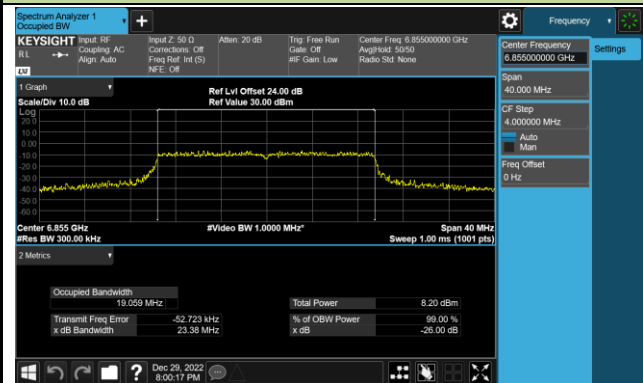 Spectrum Analyzer 1
Occupied BW
Frequency
KEYSIGHT
R L
LXI
Input: RF
Coupling: AC
Align: Auto
Input Z: 50 Ω
Corrections: Off
Freq Ref: Int (S)
NFE: Off
Atten: 20 dB
Trig: Free Run
Gate: Off
#IF Gain: Low
Center Freq: 6.855000000 GHz
Avg|Hold: 50/50
Radio Std: None
Center Frequency
6.855000000 GHz
Settings
Span
40.000 MHz
CF Step
4.000000 MHz
Auto
Man
Freq Offset
0 Hz
1 Graph
Scale/Div 10.0 dB
Ref Lvl Offset 24.00 dB
Ref Value 30.00 dBm
Log
20.0
10.0
0.00
-10.0
-20.0
-30.0
-40.0
-50.0
-60.0
Center 6.855 GHz
#Res BW 300.00 kHz
#Video BW 1.0000 MHz*
Span 40 MHz
Sweep 1.00 ms (1001 pts)
2 Metrics
Occupied Bandwidth
19.059 MHz
Total Power 8.20 dBm
Transmit Freq Error -52.723 kHz
% of OBW Power 99.00 %
x dB Bandwidth 23.38 MHz
x dB -26.00 dB
?
Dec 29, 2022
8:00:17 PM